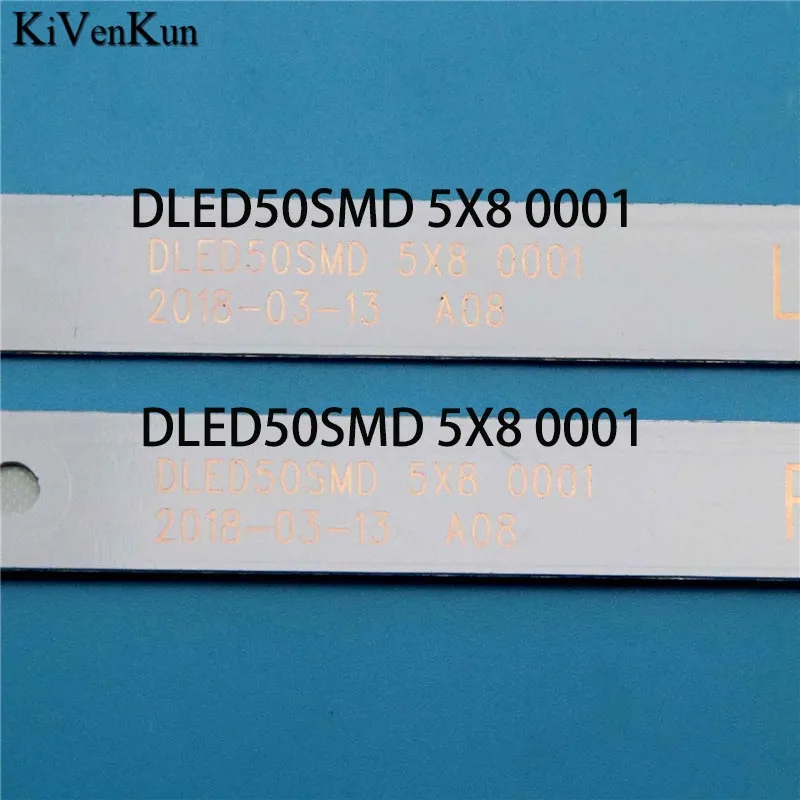 KiVenKun
DLED50SMD 5X8 0001
DLED50SMD 5X8 0001
2018-03-13 A08
L
DLED50SMD 5X8 0001
DLED50SMD 5X8 0001
2018-03-13 A08